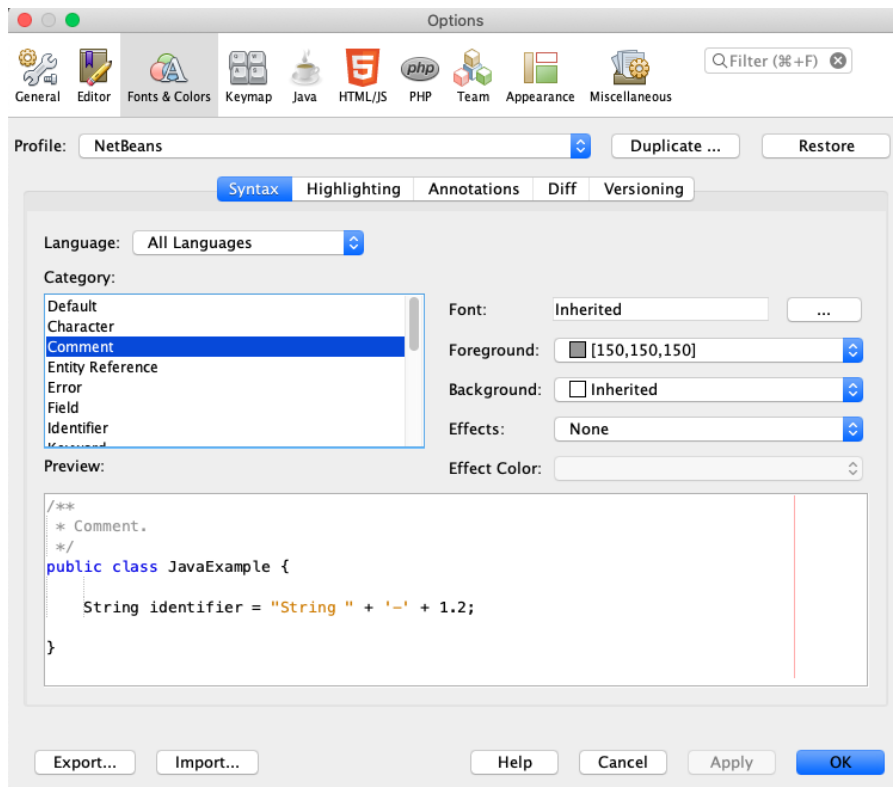 Options
Filter (⌘+F)
General Editor Fonts & Colors Keymap Java HTML/JS PHP Team Appearance Miscellaneous
Profile: NetBeans Duplicate ... Restore
Syntax Highlighting Annotations Diff Versioning
Language: All Languages
Category:
Default
Character
Comment
Entity Reference
Error
Field
Identifier
Font: Inherited ...
Foreground: [150,150,150]
Background: Inherited
Effects: None
Effect Color:
Preview:
/**
* Comment.
*/
public class JavaExample {
String identifier = "String " + '-' + 1.2;
}
Export... Import... Help Cancel Apply OK